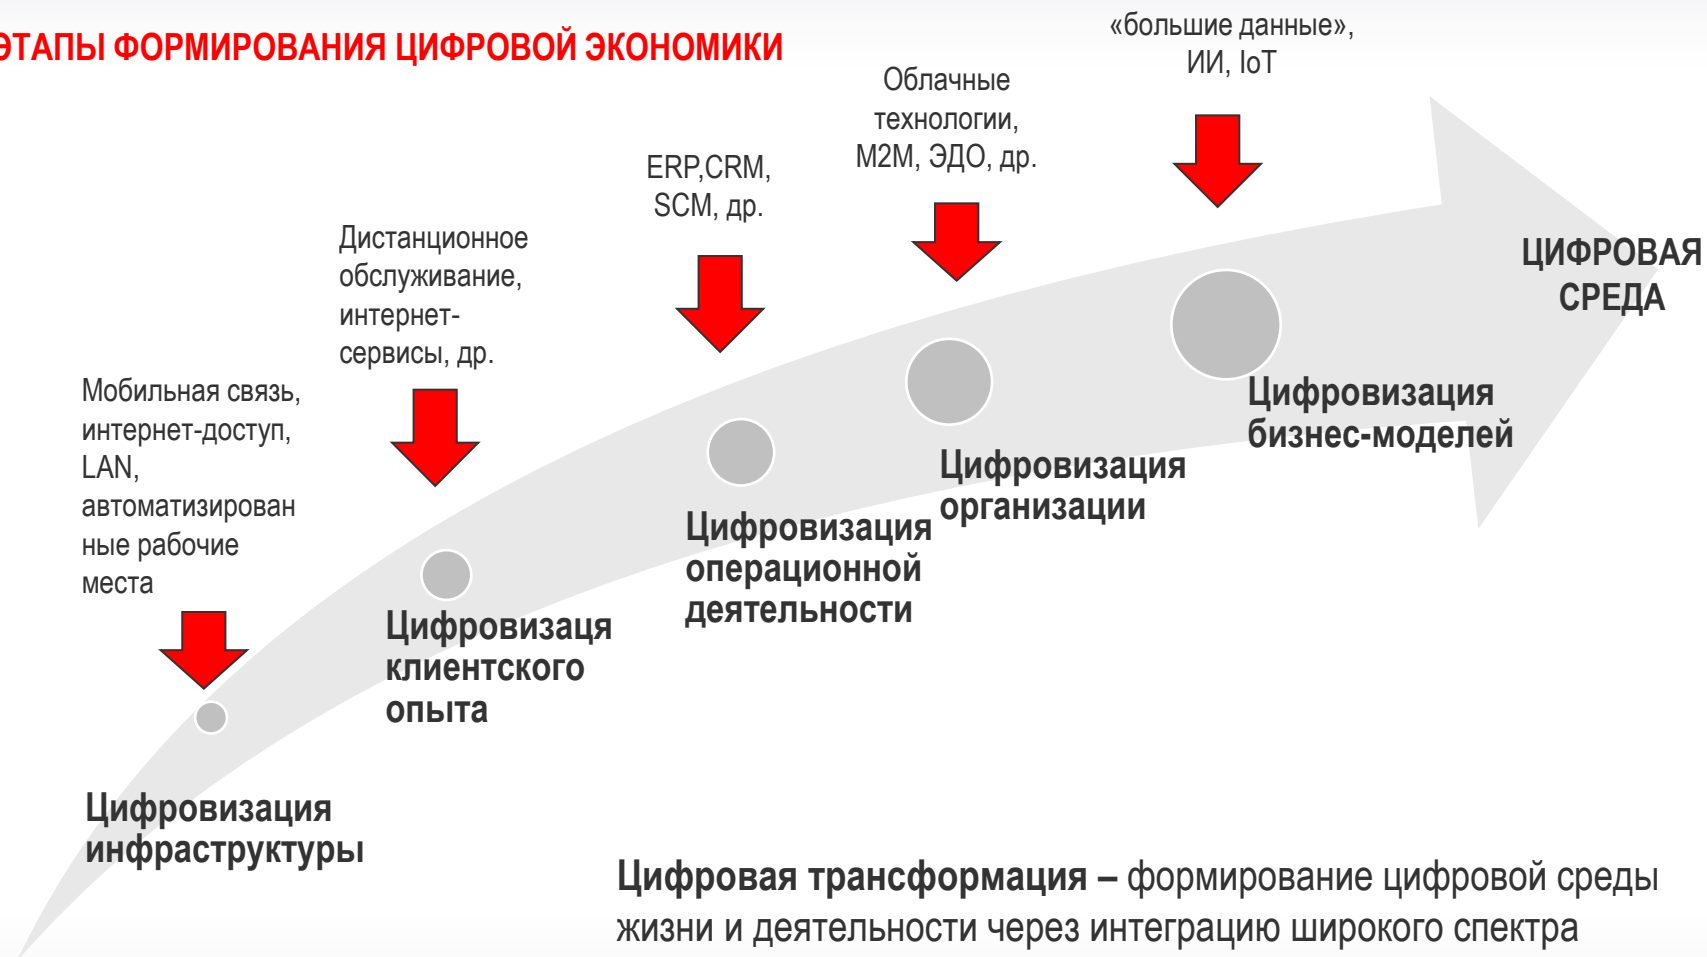 ЭТАПЫ ФОРМИРОВАНИЯ ЦИФРОВОЙ ЭКОНОМИКИ
«большие данные»,
ИИ, IoT
Облачные
технологии,
M2M, ЭДО, др.
ERP,CRM,
SCM, др.
Дистанционное
обслуживание,
интернет-
сервисы, др.
Мобильная связь,
интернет-доступ,
LAN,
автоматизирован
ные рабочие
места
ЦИФРОВАЯ
СРЕДА
Цифровизация
бизнес-моделей
Цифровизация
организации
Цифровизация
операционной
деятельности
Цифровизаця
клиентского
опыта
Цифровизация
инфраструктуры
Цифровая трансформация – формирование цифровой среды
жизни и деятельности через интеграцию широкого спектра